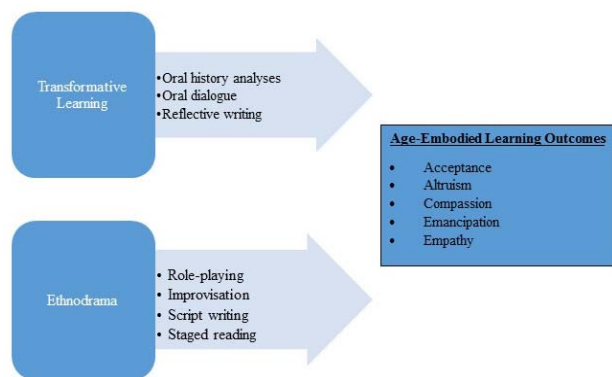 Transformative
Learning
•Oral history analyses
•Oral dialogue
•Reflective writing
Age-Embodied Learning Outcomes
• Acceptance
• Altruism
• Compassion
• Emancipation
• Empathy
Ethnodrama
• Role-playing
• Improvisation
• Script writing
• Staged reading